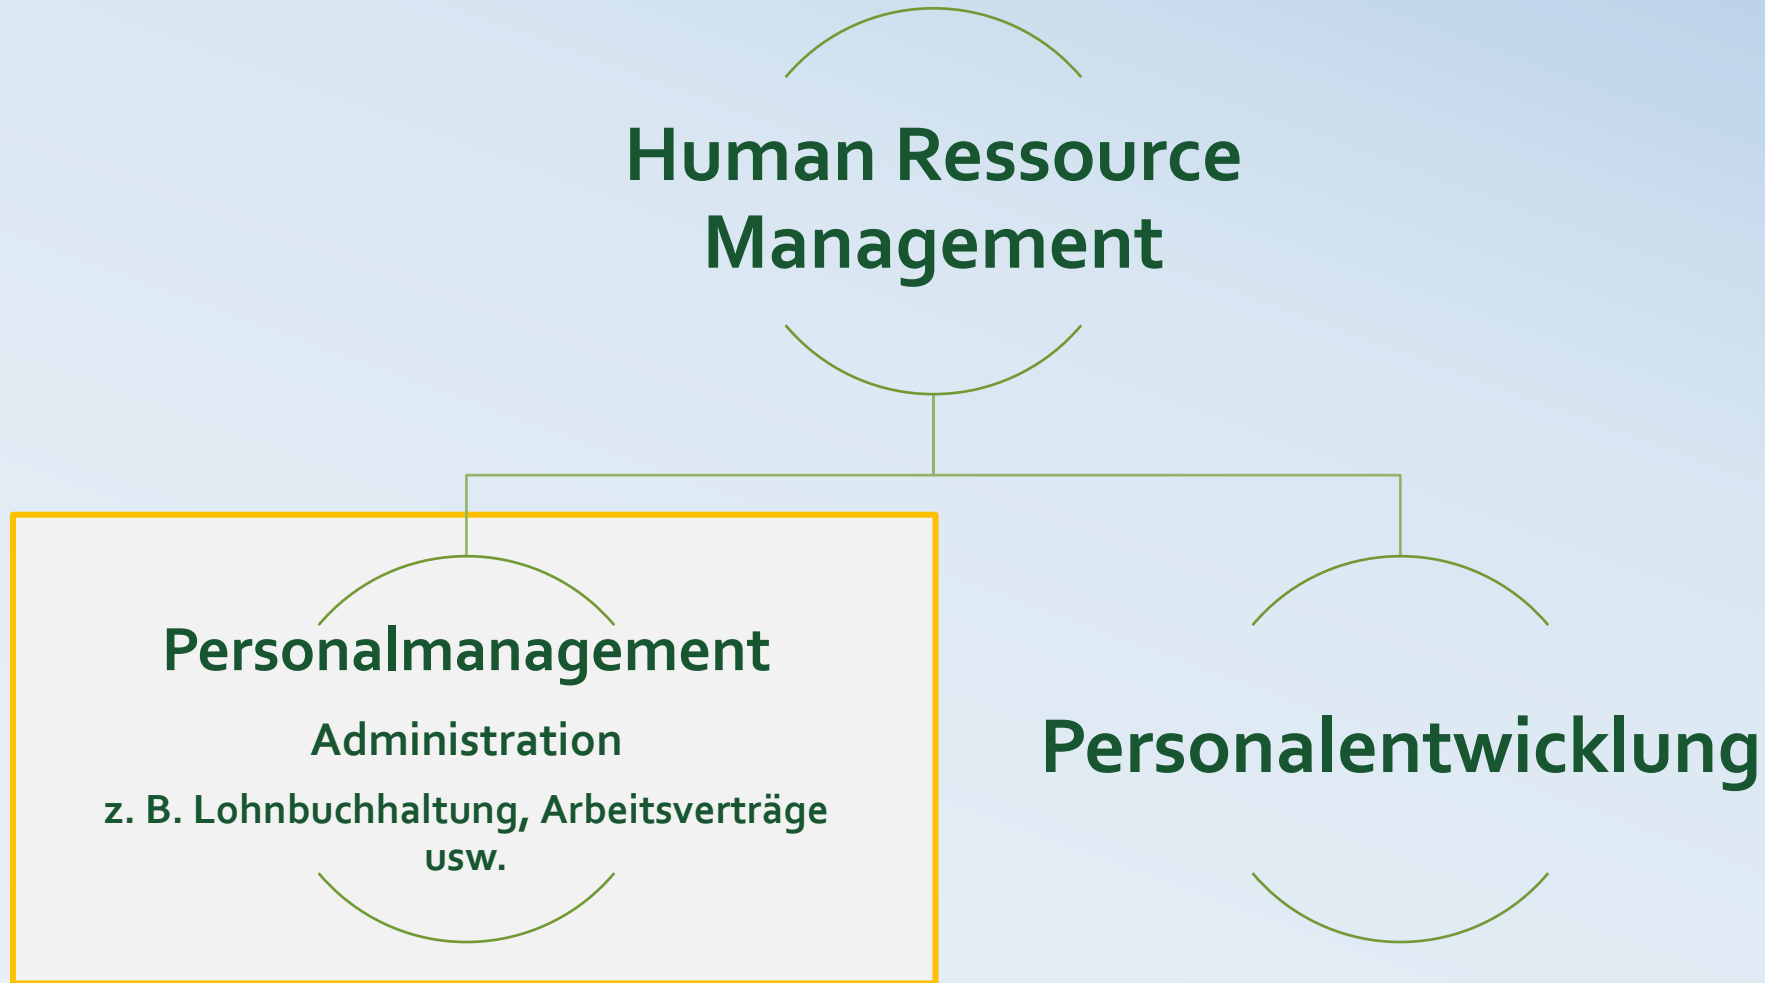 Human Ressource
Management
Personalmanagement
Administration
z. B. Lohnbuchhaltung, Arbeitsverträge
usw.
Personalentwicklung